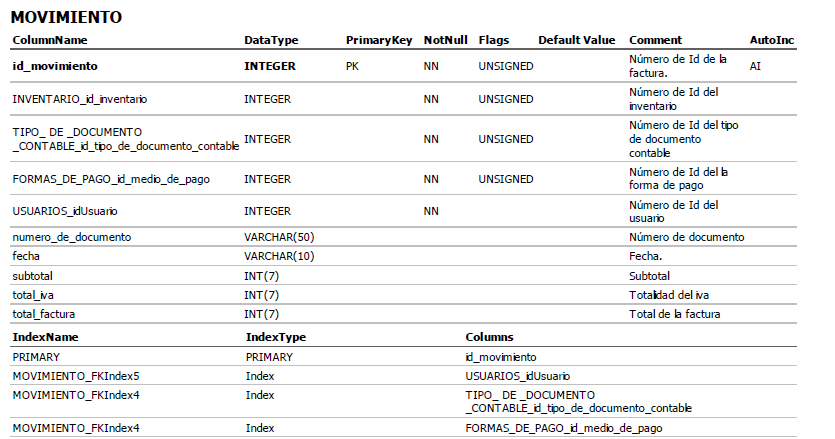 MOVIMIENTO
ColumnName DataType PrimaryKey NotNull Flags Default Value Comment AutoInc
id_movimiento INTEGER PK NN UNSIGNED Número de Id de la factura. AI
INVENTARIO_id_inventario INTEGER NN UNSIGNED Número de Id del inventario
TIPO_ DE _DOCUMENTO _CONTABLE_id_tipo_de_documento_contable INTEGER NN UNSIGNED Número de Id del tipo de documento contable
FORMAS_DE_PAGO_id_medio_de_pago INTEGER NN UNSIGNED Número de Id del la forma de pago
USUARIOS_idUsuario INTEGER NN Número de Id del usuario
numero_de_documento VARCHAR(50) Número de documento
fecha VARCHAR(10) Fecha.
subtotal INT(7) Subtotal
total_iva INT(7) Totalidad del iva
total_factura INT(7) Total de la factura
IndexName IndexType Columns
PRIMARY PRIMARY id_movimiento
MOVIMIENTO_FKIndex5 Index USUARIOS_idUsuario
MOVIMIENTO_FKIndex4 Index TIPO_ DE _DOCUMENTO _CONTABLE_id_tipo_de_documento_contable
MOVIMIENTO_FKIndex4 Index FORMAS_DE_PAGO_id_medio_de_pago